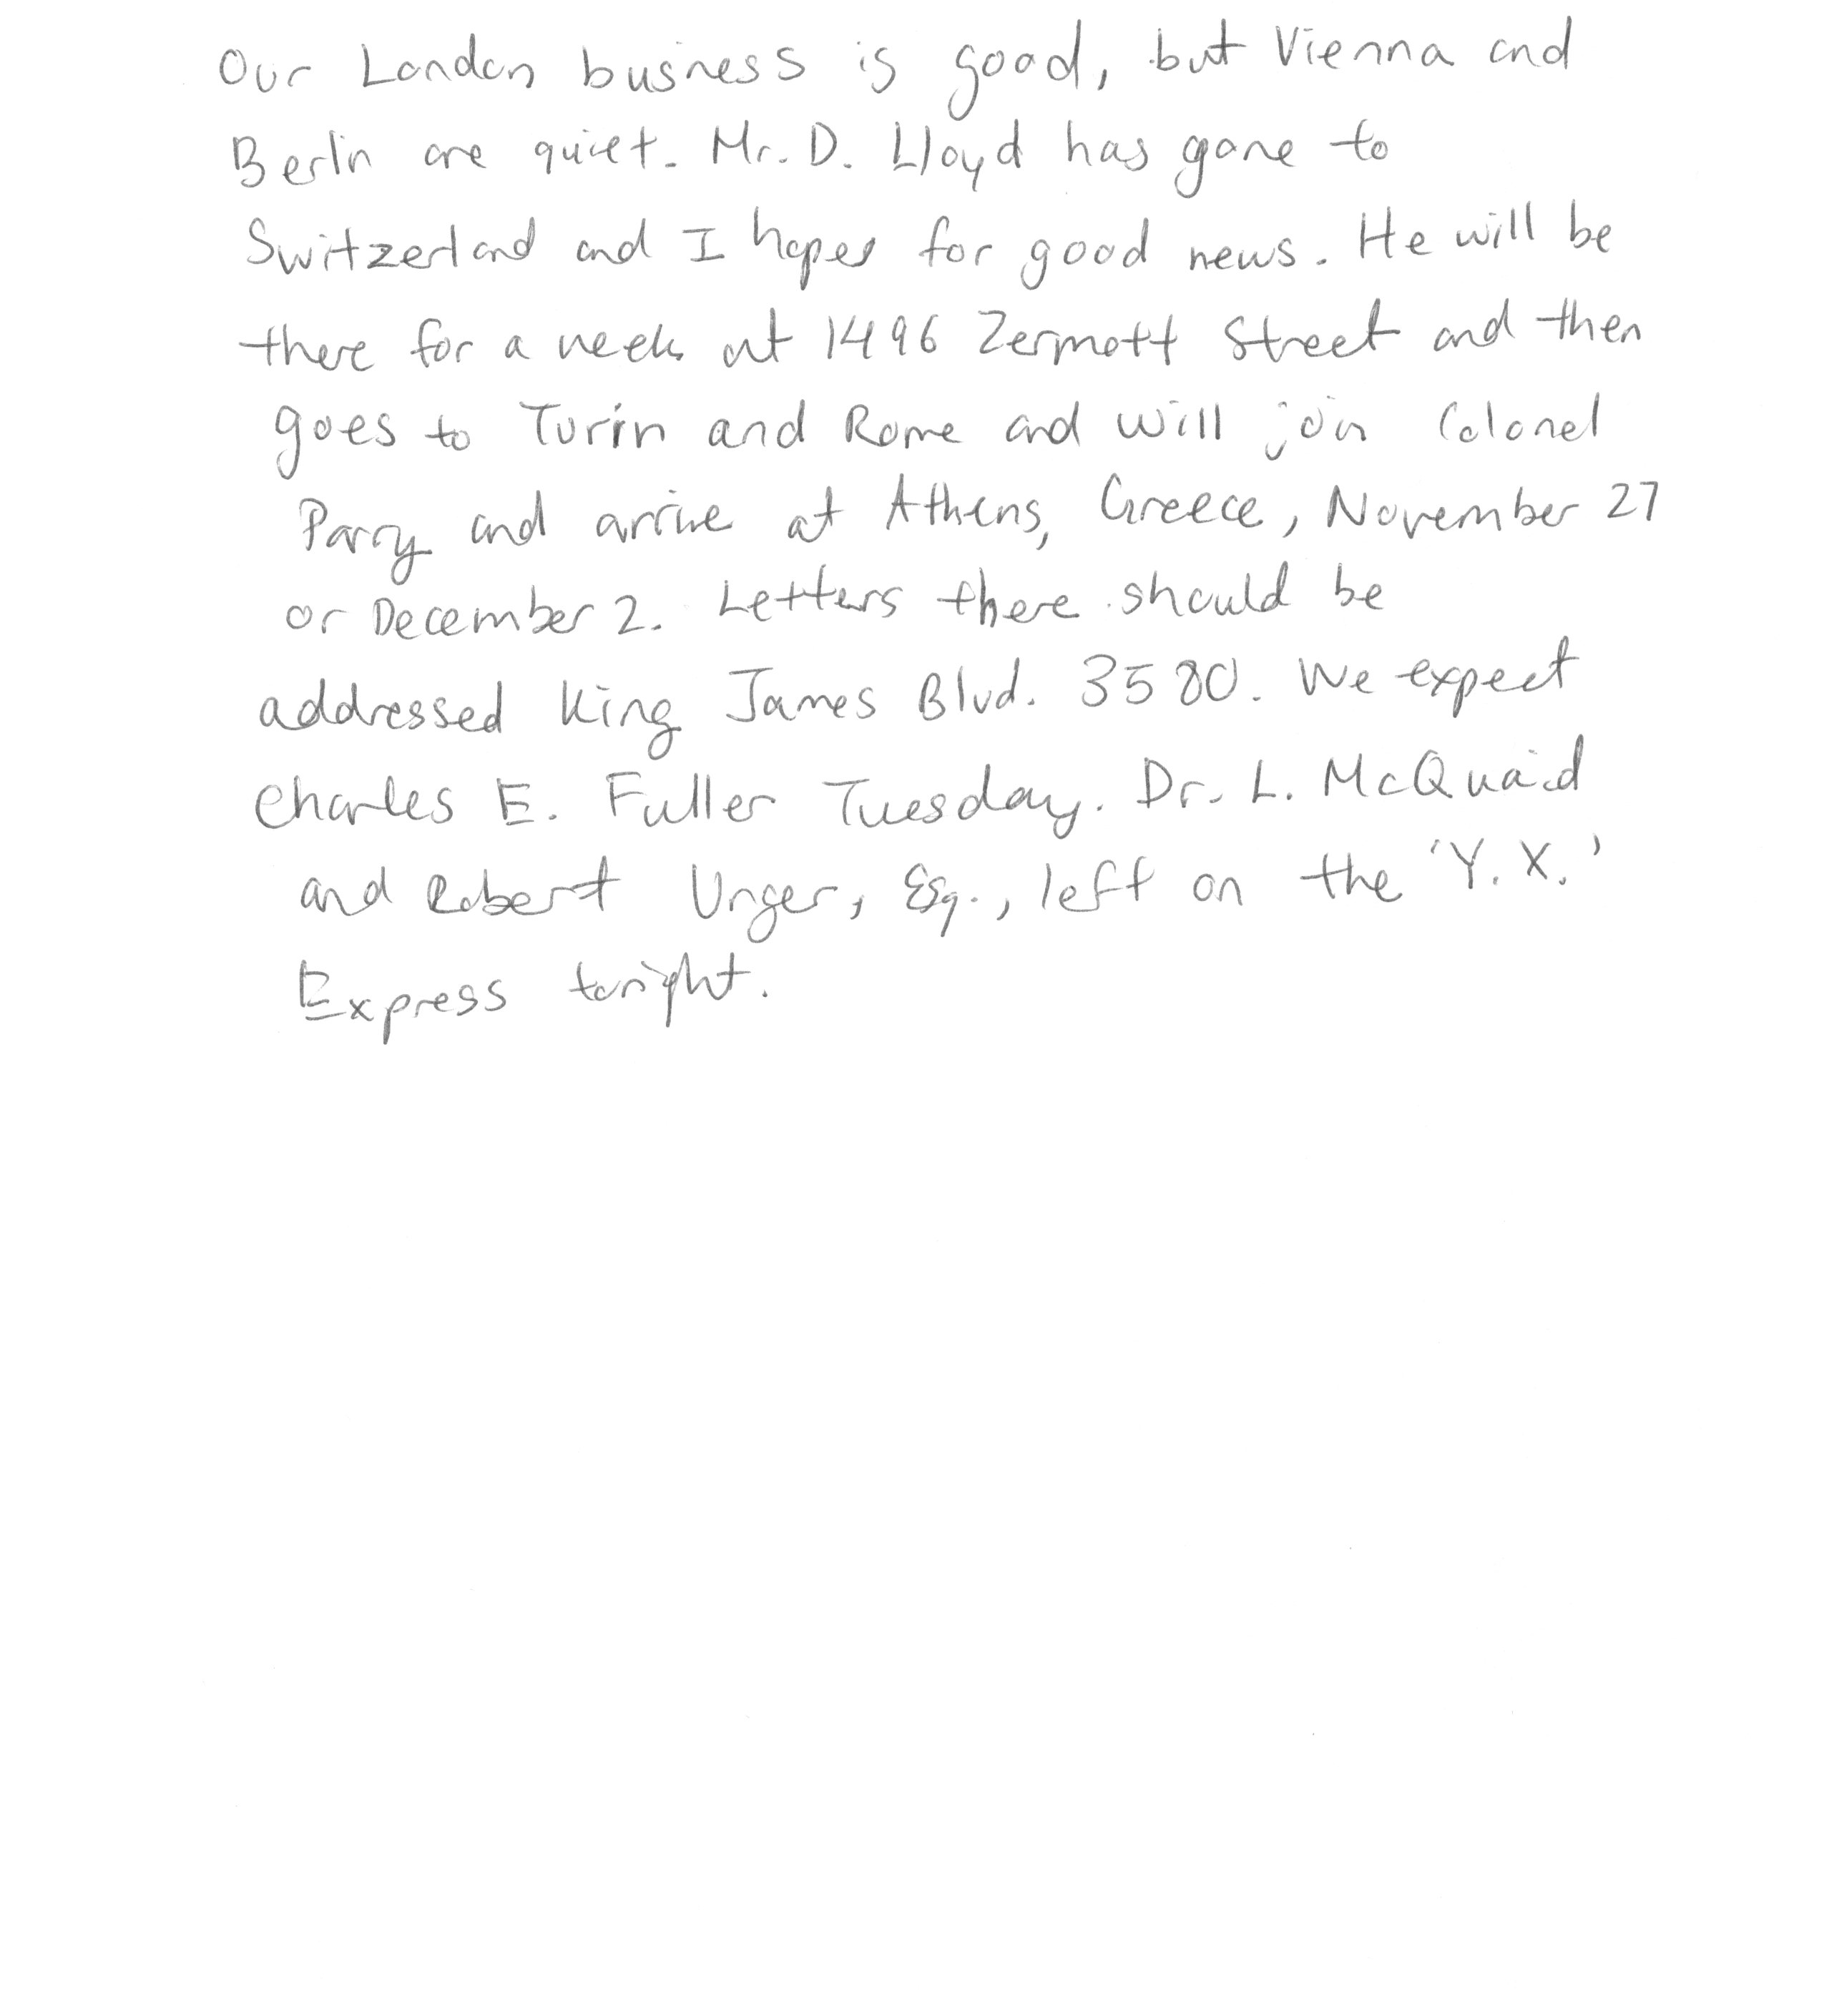 Our London business is good, but Vienna and
Berlin are quiet. Mr. D. Lloyd has gone to
Switzerland and I hopes for good news. He will be
there for a week at 1496 Zermott Street and then
goes to Turin and Rome and will join Colonel
Parry and arrive at Athens, Greece, November 27
or December 2. Letters there should be
addressed King James Blvd. 3580. We expect
Charles E. Fuller Tuesday. Dr. L. McQuaid
and Robert Unger, Esq., left on the 'Y.X.'
Express tonight.